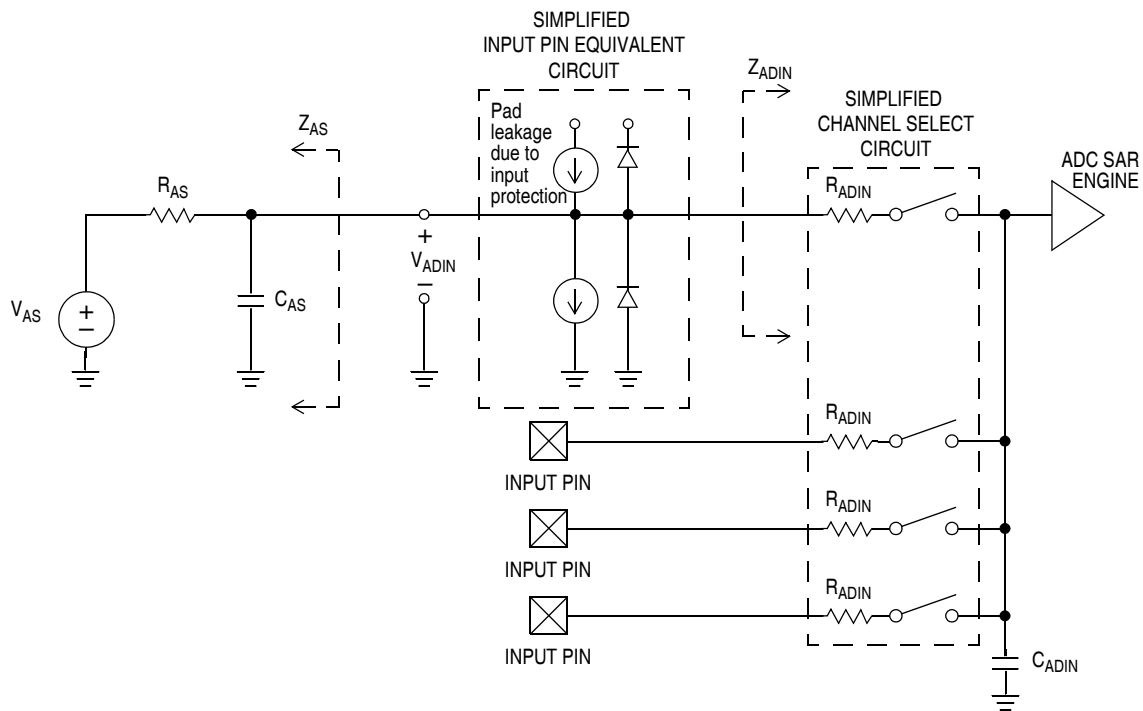 SIMPLIFIED
INPUT PIN EQUIVALENT
CIRCUIT
Z_ADIN
SIMPLIFIED
CHANNEL SELECT
CIRCUIT
ADC SAR
ENGINE
Pad
leakage
due to
input
protection
Z_AS
R_AS
R_ADIN
+
V_ADIN
–
C_AS
V_AS
+
–
R_ADIN
INPUT PIN
R_ADIN
INPUT PIN
R_ADIN
INPUT PIN
C_ADIN